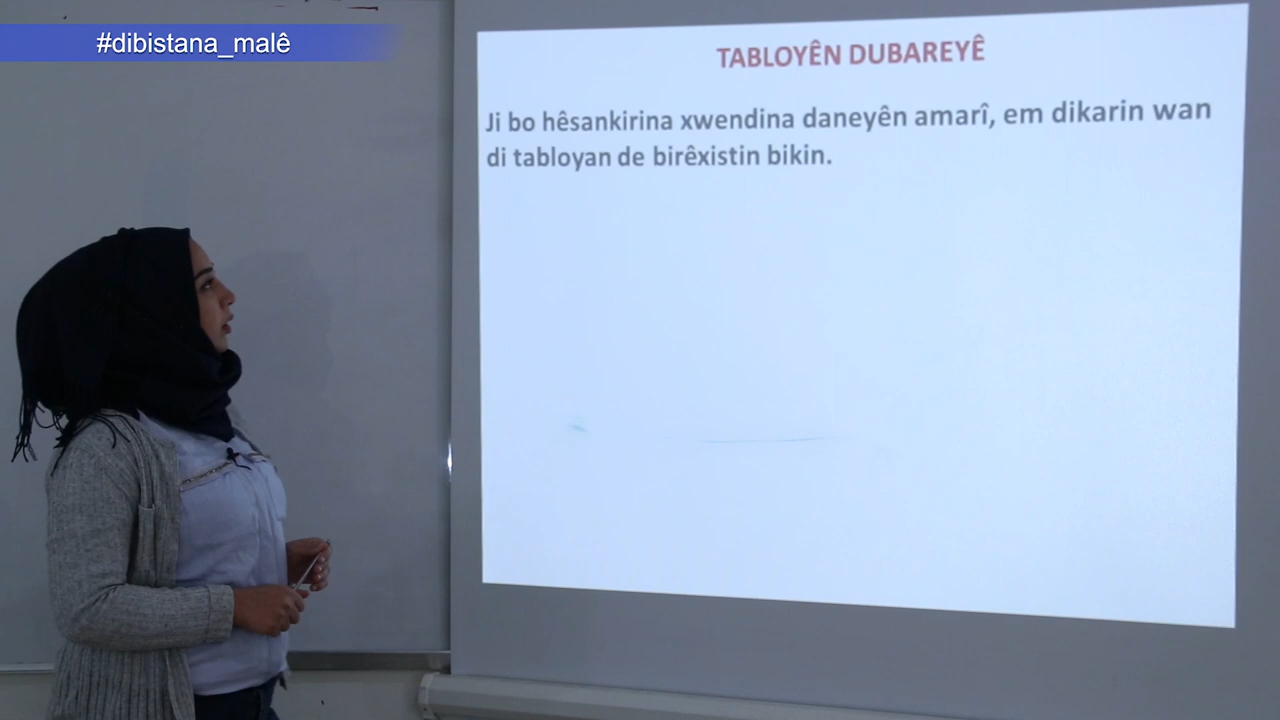 #dibistana_malê
TABLOYÊN DUBAREYÊ
Ji bo hêsankirina xwendina daneyên amarî, em dikarin wan
di tabloyan de birêxistin bikin.